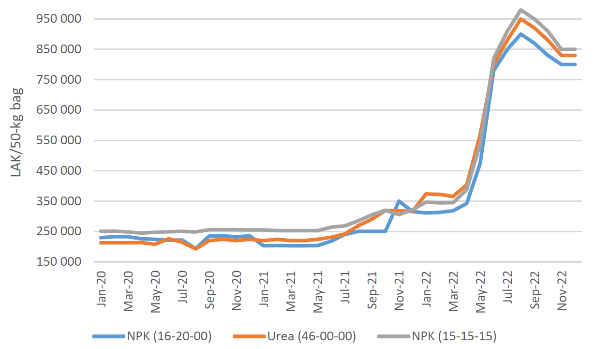 LAK/50-kg bag
950 000
850 000
750 000
650 000
550 000
450 000
350 000
250 000
150 000
Jan-20
Mar-20
May-20
Jul-20
Sep-20
Nov-20
Jan-21
Mar-21
May-21
Jul-21
Sep-21
Nov-21
Jan-22
Mar-22
May-22
Jul-22
Sep-22
Nov-22
NPK (16-20-00) Urea (46-00-00) NPK (15-15-15)